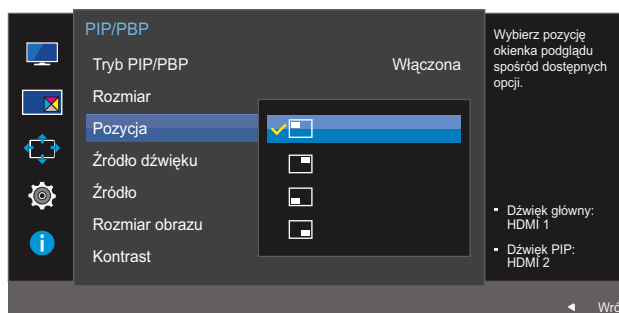 PIP/PBP
Tryb PIP/PBP Włączona
Rozmiar
Pozycja
Źródło dźwięku
Źródło
Rozmiar obrazu
Kontrast
Wybierz pozycję
okienka podglądu
spośród dostępnych
opcji.
Dźwięk główny:
HDMI 1
Dźwięk PIP:
HDMI 2